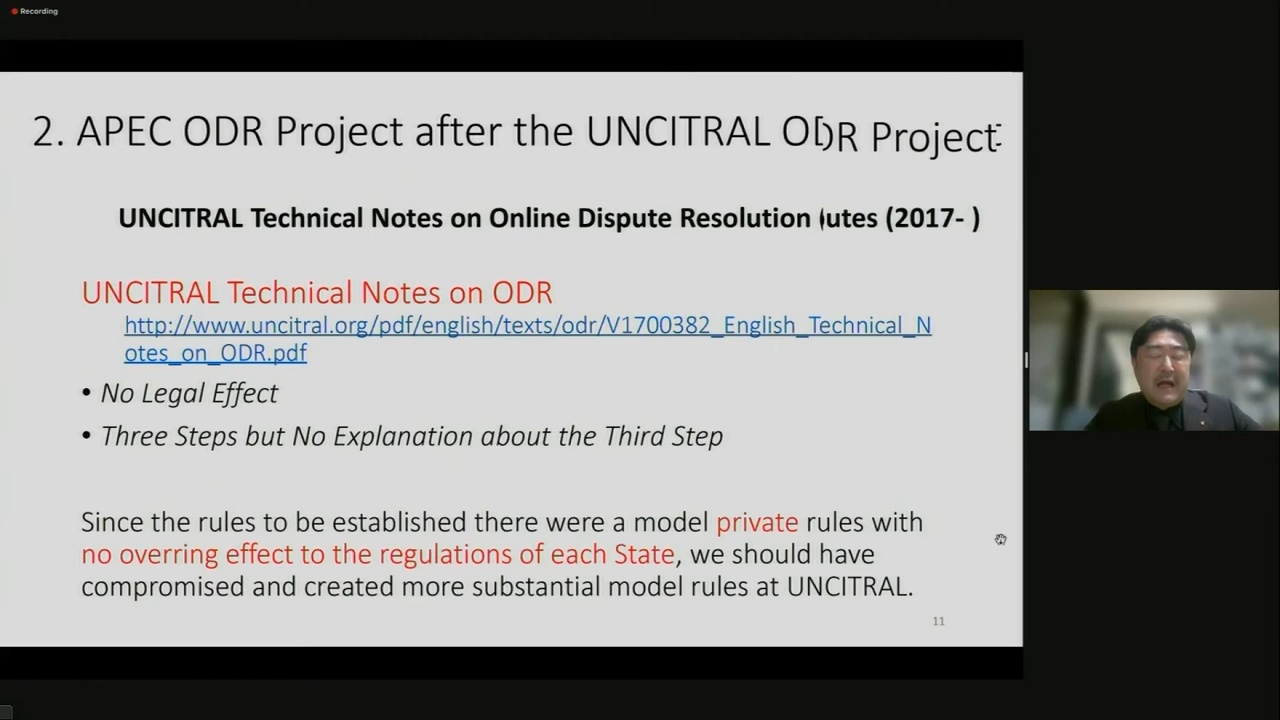 Recording
2. APEC ODR Project after the UNCITRAL ODR Project
UNCITRAL Technical Notes on Online Dispute Resolution (2017- )
UNCITRAL Technical Notes on ODR
http://www.uncitral.org/pdf/english/texts/odr/V1700382_English_Technical_N
otes_on_ODR.pdf
• No Legal Effect
• Three Steps but No Explanation about the Third Step
Since the rules to be established there were a model private rules with
no overring effect to the regulations of each State, we should have
compromised and created more substantial model rules at UNCITRAL.
11